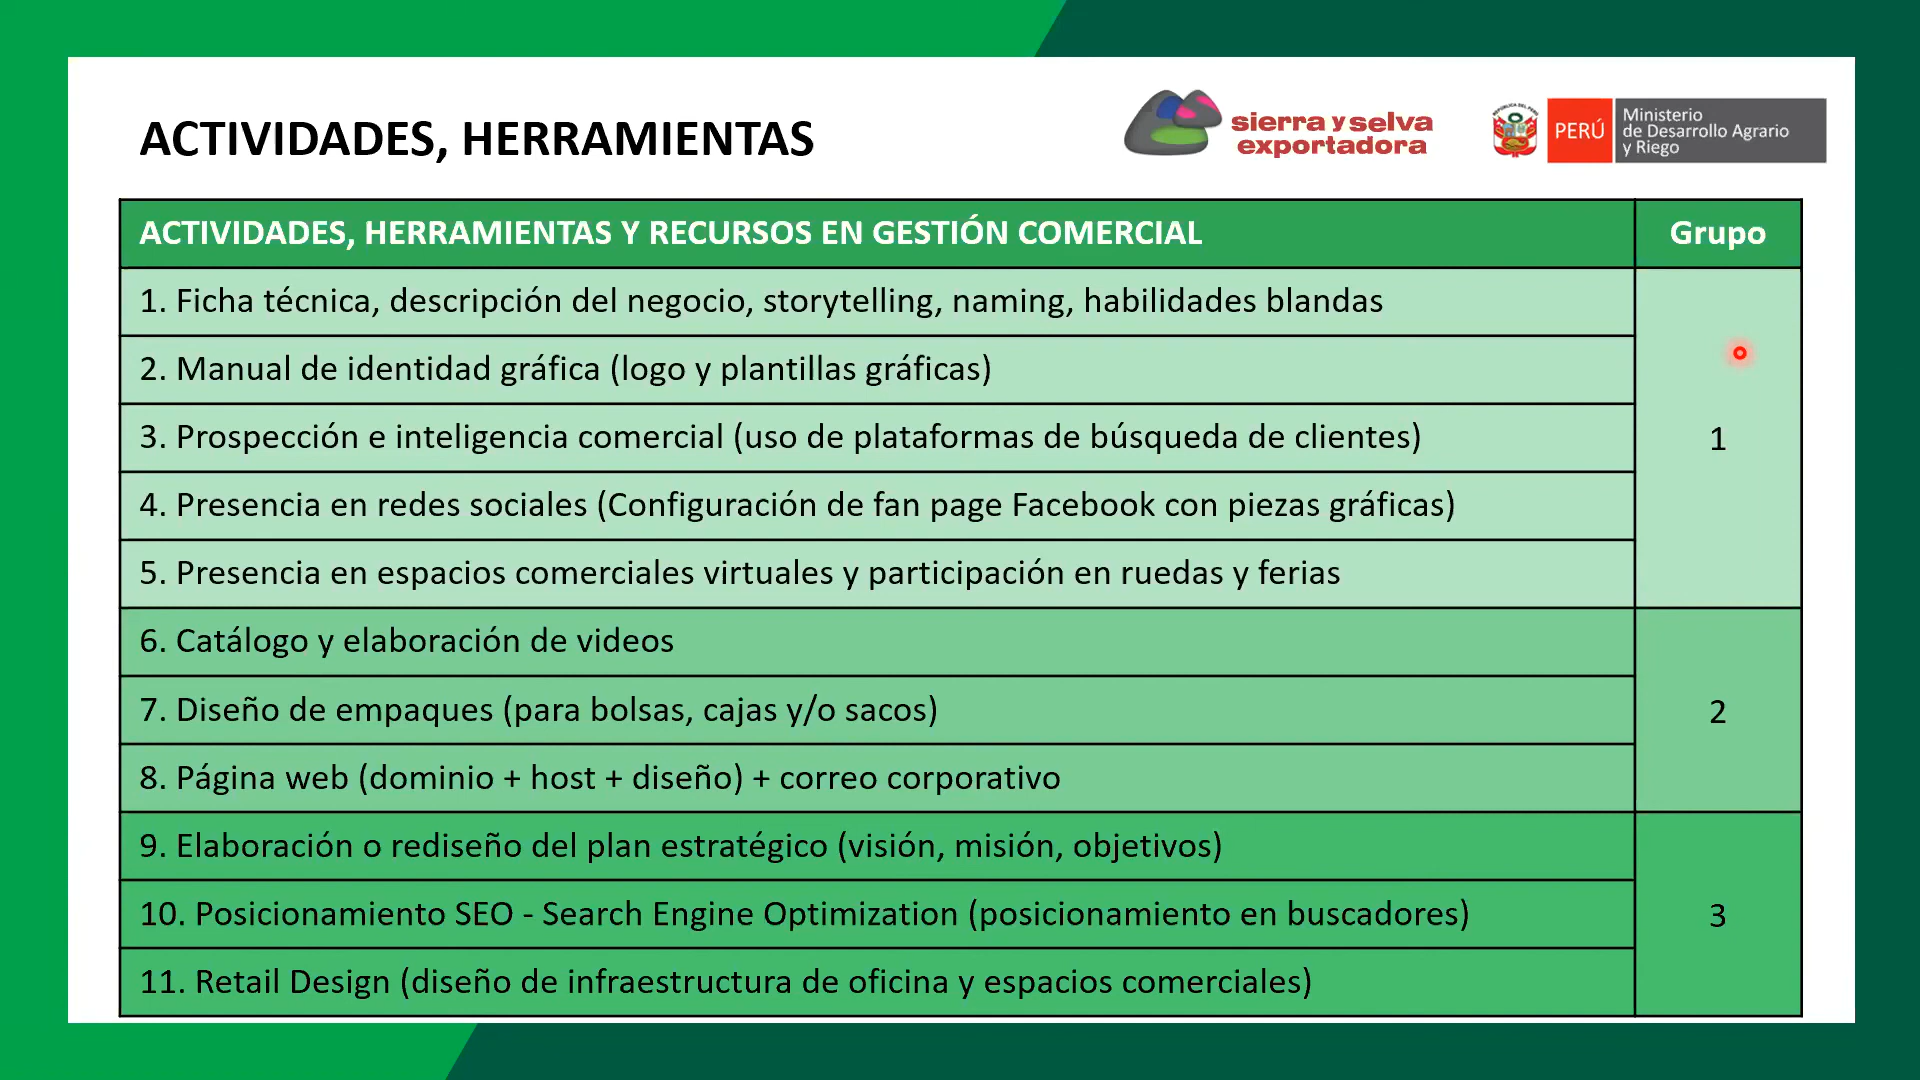 ACTIVIDADES, HERRAMIENTAS
sierra y selva
exportadora
PERÚ
Ministerio
de Desarrollo Agrario
y Riego
ACTIVIDADES, HERRAMIENTAS Y RECURSOS EN GESTIÓN COMERCIAL
Grupo
1. Ficha técnica, descripción del negocio, storytelling, naming, habilidades blandas
2. Manual de identidad gráfica (logo y plantillas gráficas)
3. Prospección e inteligencia comercial (uso de plataformas de búsqueda de clientes)
1
4. Presencia en redes sociales (Configuración de fan page Facebook con piezas gráficas)
5. Presencia en espacios comerciales virtuales y participación en ruedas y ferias
6. Catálogo y elaboración de videos
7. Diseño de empaques (para bolsas, cajas y/o sacos)
2
8. Página web (dominio + host + diseño) + correo corporativo
9. Elaboración o rediseño del plan estratégico (visión, misión, objetivos)
10. Posicionamiento SEO - Search Engine Optimization (posicionamiento en buscadores)
3
11. Retail Design (diseño de infraestructura de oficina y espacios comerciales)